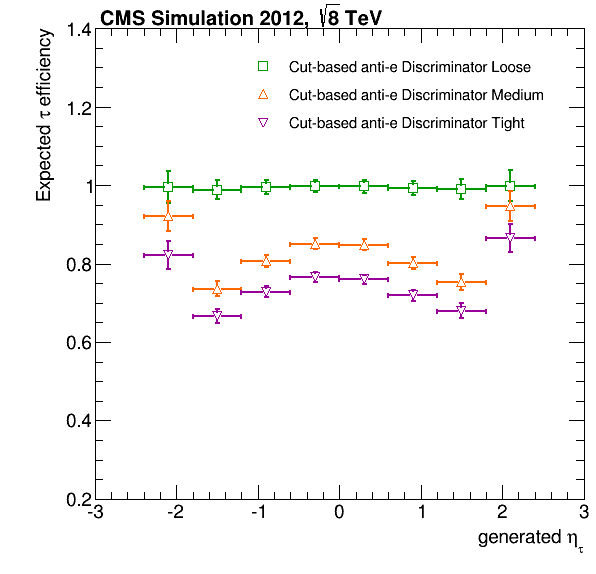 CMS Simulation 2012, √8 TeV
Expected τ efficiency
1.4
1.2
1
0.8
0.6
0.4
0.2
Cut-based anti-e Discriminator Loose
Cut-based anti-e Discriminator Medium
Cut-based anti-e Discriminator Tight
-3 -2 -1 0 1 2 3
generated ητ